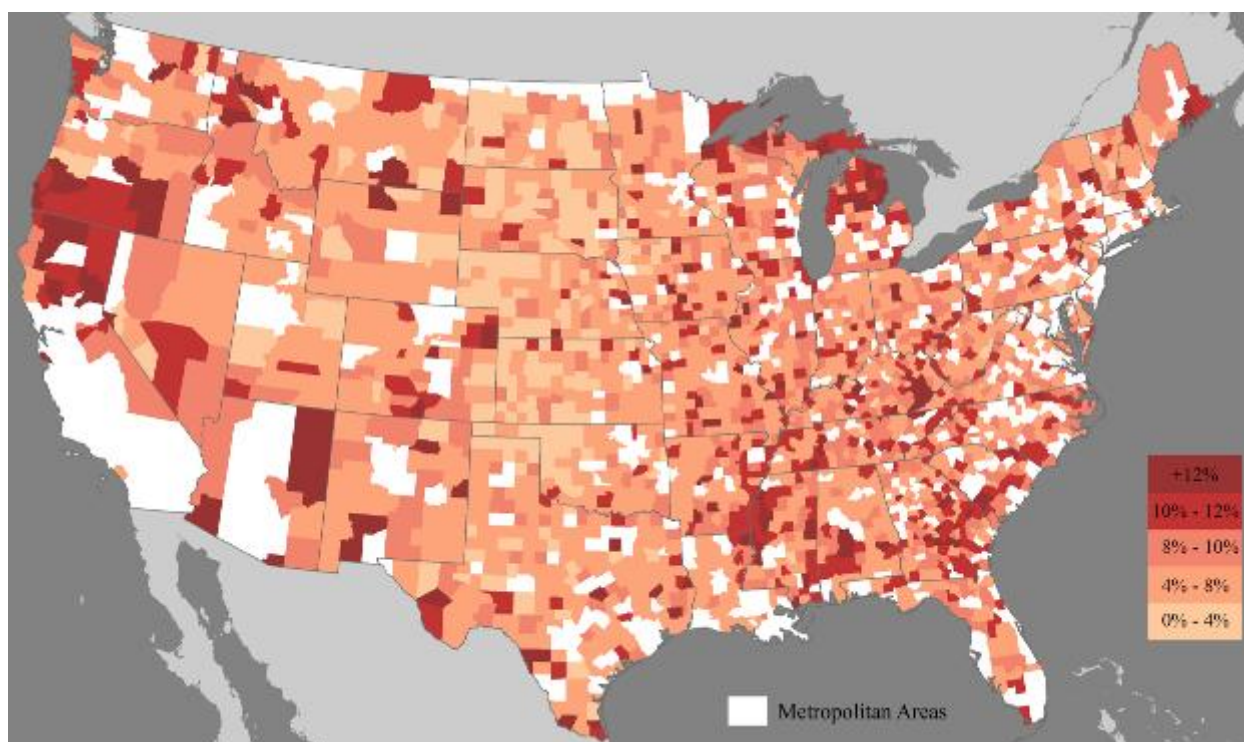 +12%
10% - 12%
8% - 10%
4% - 8%
0% - 4%
Metropolitan Areas